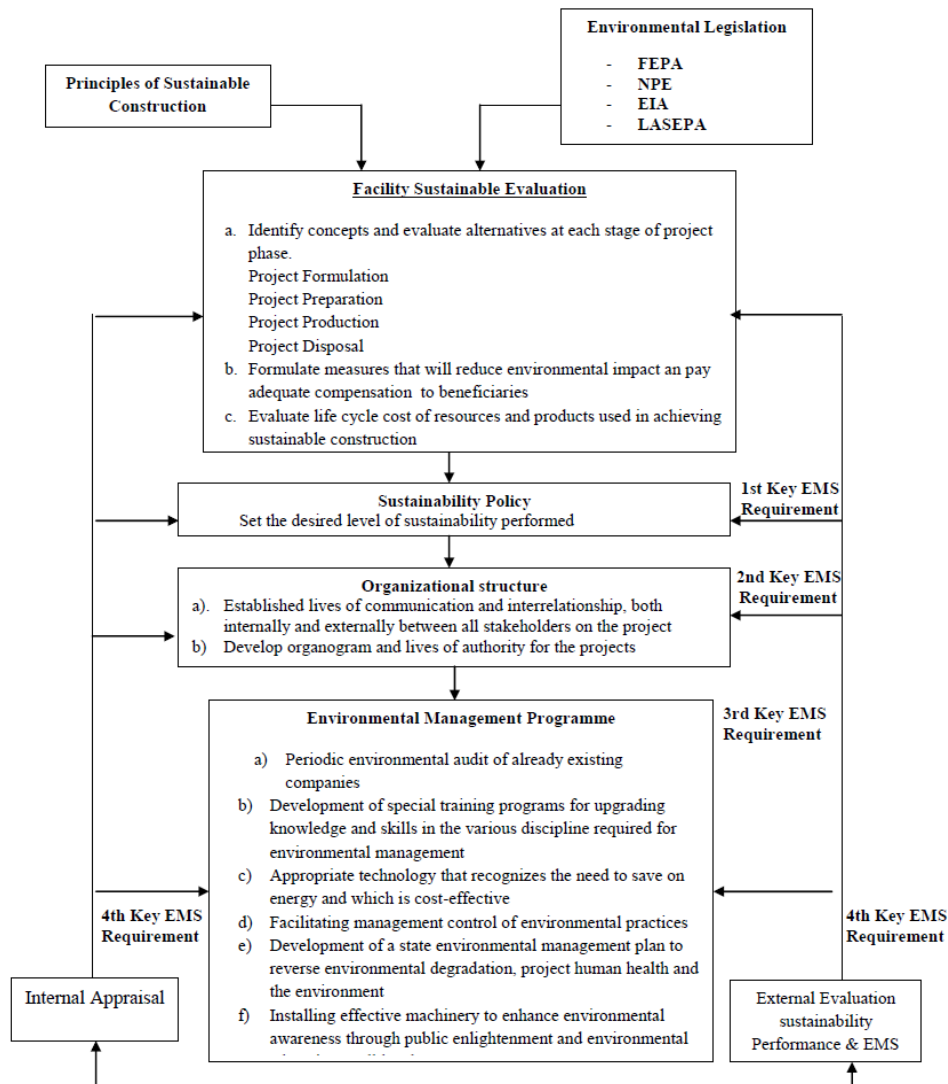 Environmental Legislation
- FEPA
- NPE
- EIA
- LASEPA
Principles of Sustainable
Construction
Facility Sustainable Evaluation
a. Identify concepts and evaluate alternatives at each stage of project
phase.
Project Formulation
Project Preparation
Project Production
Project Disposal
b. Formulate measures that will reduce environmental impact an pay
adequate compensation to beneficiaries
c. Evaluate life cycle cost of resources and products used in achieving
sustainable construction
Sustainability Policy
Set the desired level of sustainability performed
1st Key EMS
Requirement
Organizational structure
a). Established lives of communication and interrelationship, both
internally and externally between all stakeholders on the project
b) Develop organogram and lives of authority for the projects
2nd Key EMS
Requirement
3rd Key EMS
Requirement
Environmental Management Programme
a) Periodic environmental audit of already existing
companies
b) Development of special training programs for upgrading
knowledge and skills in the various discipline required for
environmental management
c) Appropriate technology that recognizes the need to save on
energy and which is cost-effective
d) Facilitating management control of environmental practices
e) Development of a state environmental management plan to
reverse environmental degradation, project human health and
the environment
f) Installing effective machinery to enhance environmental
awareness through public enlightenment and environmental
4th Key EMS
Requirement
4th Key EMS
Requirement
Internal Appraisal
External Evaluation
sustainability
Performance & EMS